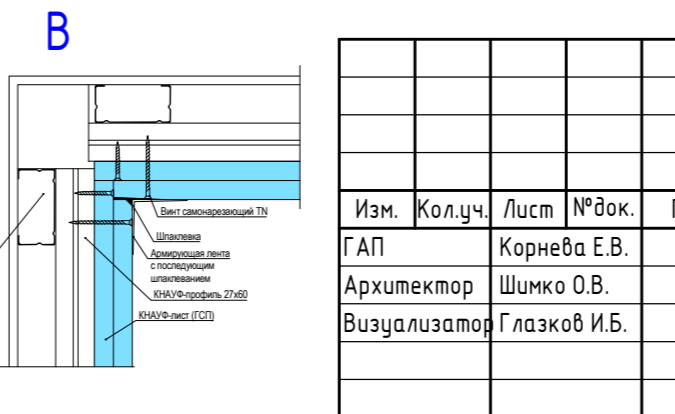 В
Винт самонарезающий TN
Шпаклевка
Армирующая лента
с последующим
шпаклеванием
КНАУФ-профиль 27х60
КНАУФ-лист (ГСП)
Изм. Кол.уч. Лист №док.
ГАП Корнева Е.В.
Архитектор Шимко О.В.
Визуализатор Глазков И.Б.